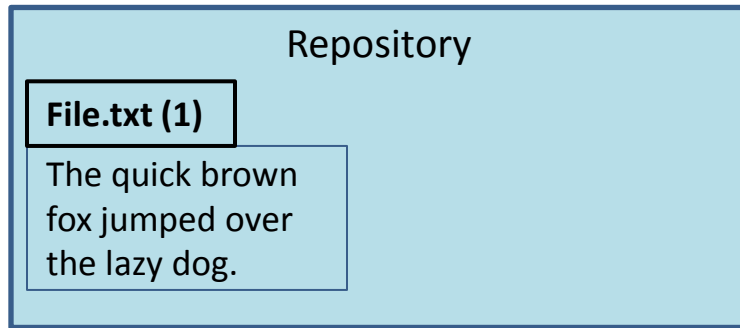 Repository
File.txt (1)
The quick brown
fox jumped over
the lazy dog.